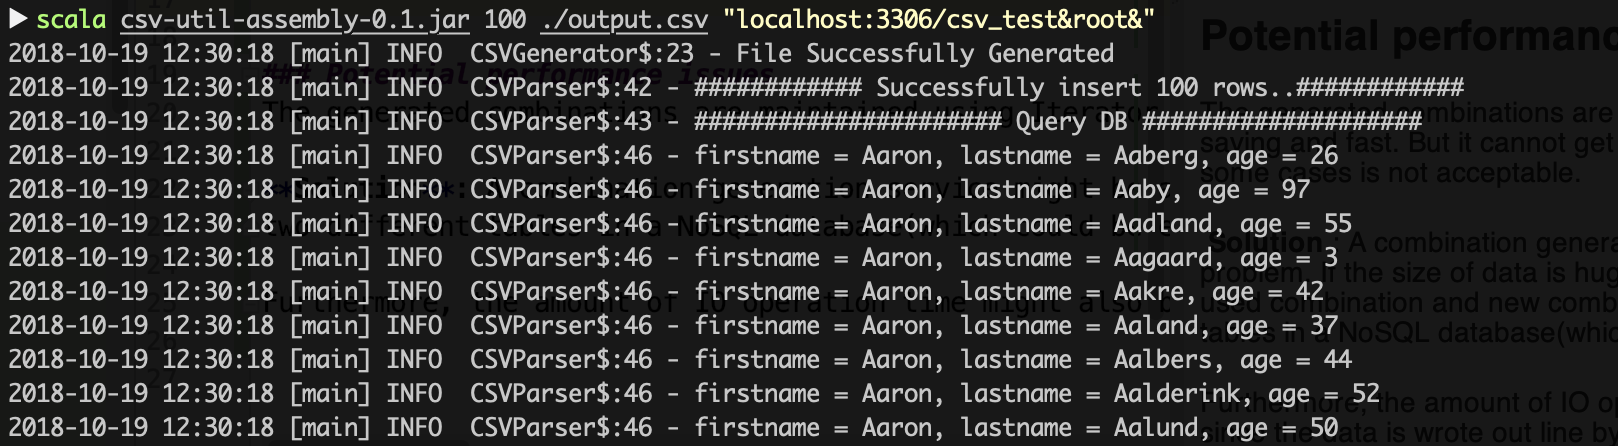 ▶ scala csv-util-assembly-0.1.jar 100 ./output.csv "localhost:3306/csv_test&root&"
2018-10-19 12:30:18 [main] INFO  CSVGenerator$:23 - File Successfully Generated
2018-10-19 12:30:18 [main] INFO  CSVParser$:42 - ############ Successfully insert 100 rows..############
2018-10-19 12:30:18 [main] INFO  CSVParser$:43 - ###################### Query DB ####################
2018-10-19 12:30:18 [main] INFO  CSVParser$:46 - firstname = Aaron, lastname = Aaberg, age = 26
2018-10-19 12:30:18 [main] INFO  CSVParser$:46 - firstname = Aaron, lastname = Aaby, age = 97
2018-10-19 12:30:18 [main] INFO  CSVParser$:46 - firstname = Aaron, lastname = Aadland, age = 55
2018-10-19 12:30:18 [main] INFO  CSVParser$:46 - firstname = Aaron, lastname = Aagaard, age = 3
2018-10-19 12:30:18 [main] INFO  CSVParser$:46 - firstname = Aaron, lastname = Aakre, age = 42
2018-10-19 12:30:18 [main] INFO  CSVParser$:46 - firstname = Aaron, lastname = Aaland, age = 37
2018-10-19 12:30:18 [main] INFO  CSVParser$:46 - firstname = Aaron, lastname = Aalbers, age = 44
2018-10-19 12:30:18 [main] INFO  CSVParser$:46 - firstname = Aaron, lastname = Aalderink, age = 52
2018-10-19 12:30:18 [main] INFO  CSVParser$:46 - firstname = Aaron, lastname = Aalund, age = 50
Potential performanc
combinations are
saving and fast. But it cannot get
some cases is not acceptable.
Solution : A combination genera
problem. If the size of data is hug
used combination and new comb
tables in a NoSQL database(whic
Furthermore, the amount of IO o
since the data is wrote out line by